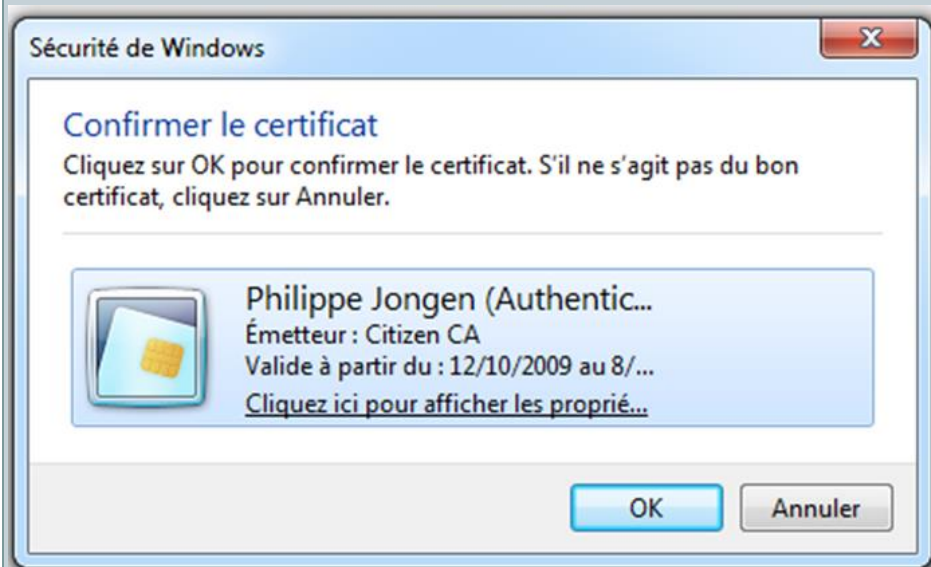 Sécurité de Windows
Confirmer le certificat
Cliquez sur OK pour confirmer le certificat. S'il ne s'agit pas du bon
certificat, cliquez sur Annuler.
Philippe Jongen (Authentic...
Émetteur : Citizen CA
Valide à partir du : 12/10/2009 au 8/...
Cliquez ici pour afficher les proprié...
OK
Annuler